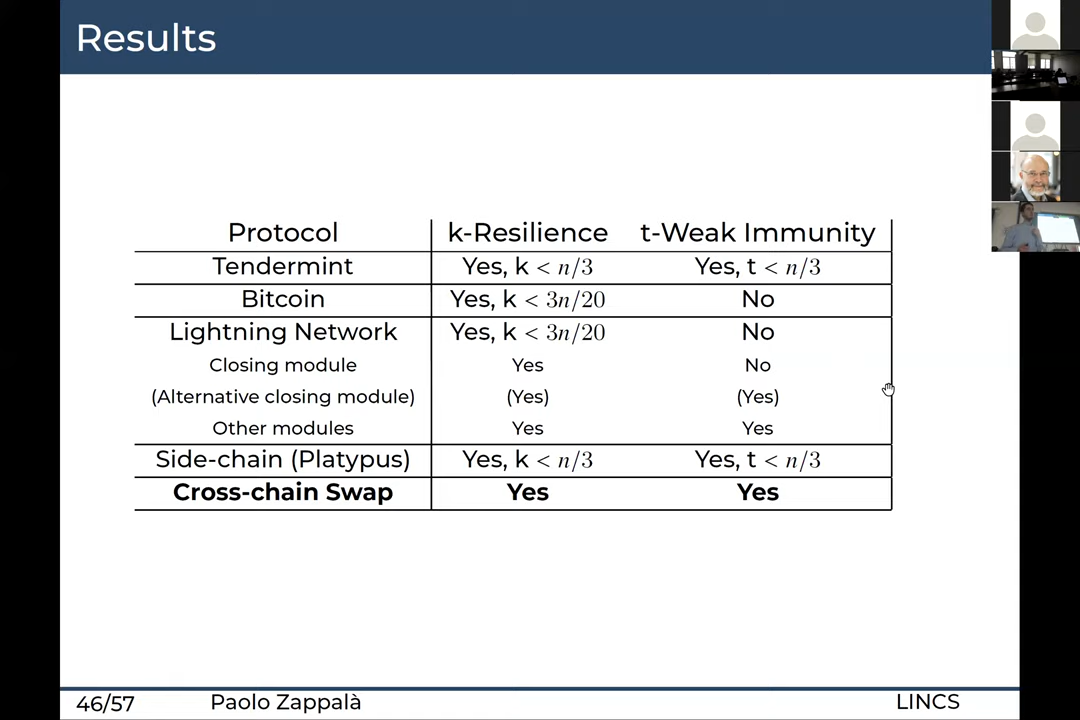 Results
Protocol k-Resilience t-Weak Immunity
Tendermint Yes, k < n/3 Yes, t < n/3
Bitcoin Yes, k < 3n/20 No
Lightning Network Yes, k < 3n/20 No
Closing module Yes No
(Alternative closing module) (Yes) (Yes)
Other modules Yes Yes
Side-chain (Platypus) Yes, k < n/3 Yes, t < n/3
Cross-chain Swap Yes Yes
46/57 Paolo Zappalà LINCS